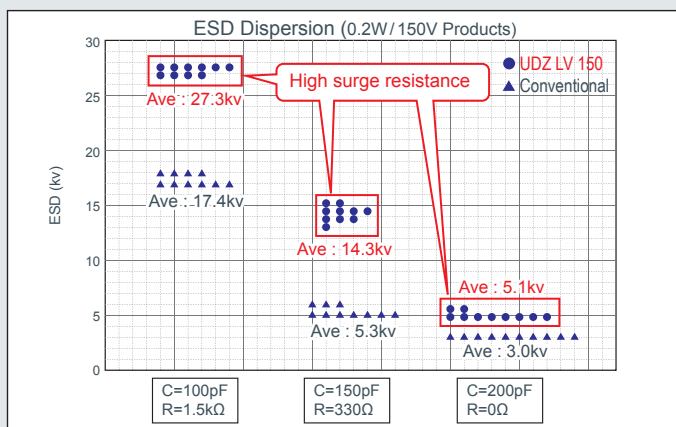 ESD Dispersion (0.2W/150V Products)
30
25
20
15
10
5
0
ESD (kv)
UDZ LV 150
Conventional
High surge resistance
Ave : 27.3kv
Ave : 17.4kv
Ave : 14.3kv
Ave : 5.3kv
Ave : 5.1kv
Ave : 3.0kv
C=100pF
R=1.5kΩ
C=150pF
R=330Ω
C=200pF
R=0Ω